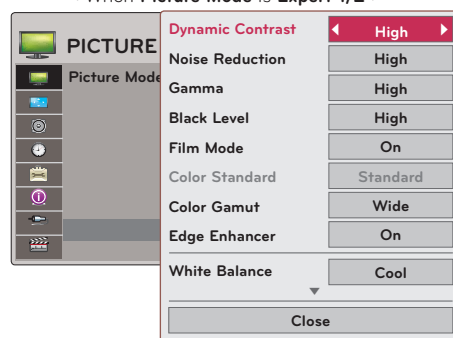 • When Picture Mode is Expert 1/2 •
PICTURE
Picture Mode
Dynamic Contrast High
Noise Reduction High
Gamma High
Black Level High
Film Mode On
Color Standard Standard
Color Gamut Wide
Edge Enhancer On
White Balance Cool
Close